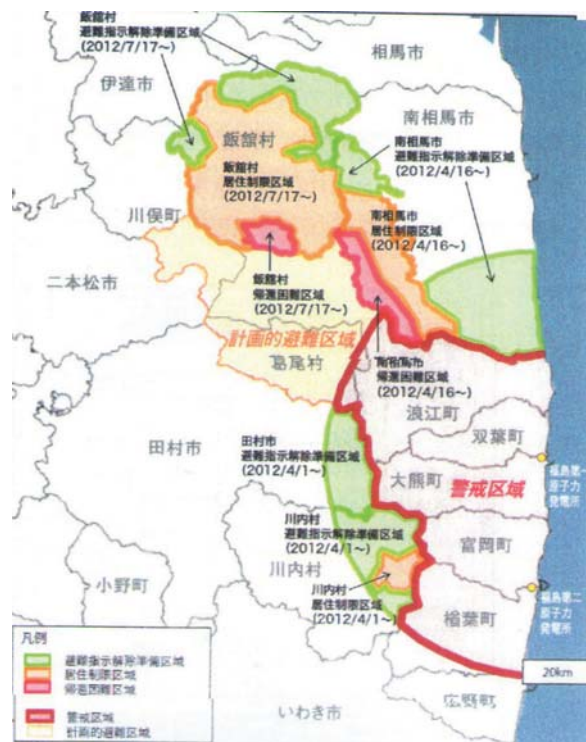 飯舘村
避難指示解除準備区域
(2012/7/17〜)
相馬市
伊達市
南相馬市
飯舘村
南相馬市
避難指示解除準備区域
(2012/4/16〜)
飯舘村
居住制限区域
(2012/7/17〜)
南相馬市
居住制限区域
(2012/4/16〜)
川俣町
二本松市
飯舘村
帰還困難区域
(2012/7/17〜)
計画的避難区域
葛尾村
南相馬市
帰還困難区域
(2012/4/16〜)
浪江町
双葉町
田村市
田村市
避難指示解除準備区域
(2012/4/1〜)
大熊町
警戒区域
福島第一
原子力
発電所
川内村
避難指示解除準備区域
(2012/4/1〜)
富岡町
川内村
小野町
川内村
居住制限区域
(2012/4/1〜)
楢葉町
福島第二
原子力
発電所
凡例
避難指示解除準備区域
居住制限区域
帰還困難区域
警戒区域
計画的避難区域
20km
広野町
いわき市